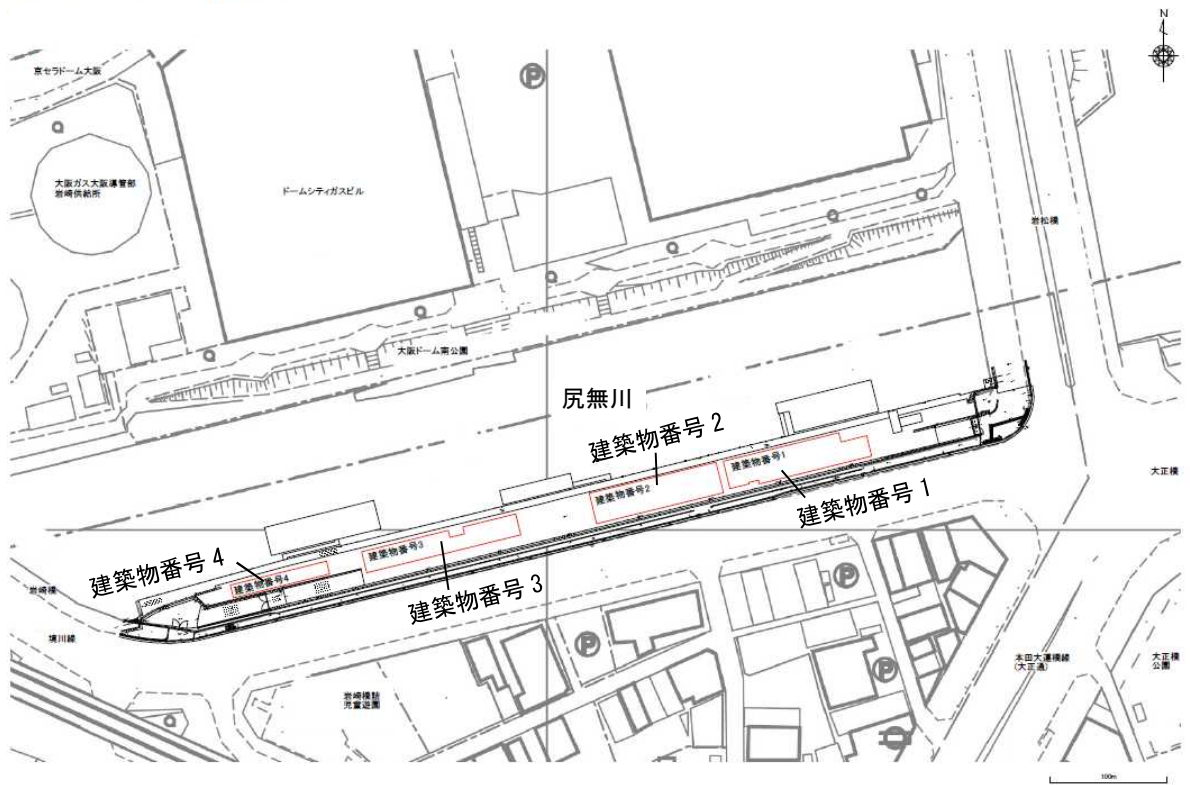 N
京セラドーム大阪
P
大阪ガス大阪導管部
岩崎供給所
ドームシティガスビル
岩松橋
大阪ドーム南公園
尻無川
建築物番号2
建築物番号1
建築物番号2
大正橋
建築物番号1
建築物番号3
建築物番号4
建築物番号4
岩崎橋
建築物番号3
P
境川線
P
本田大運橋線
(大正通)
大正橋
公園
P
岩崎橋詰
児童遊園
100m